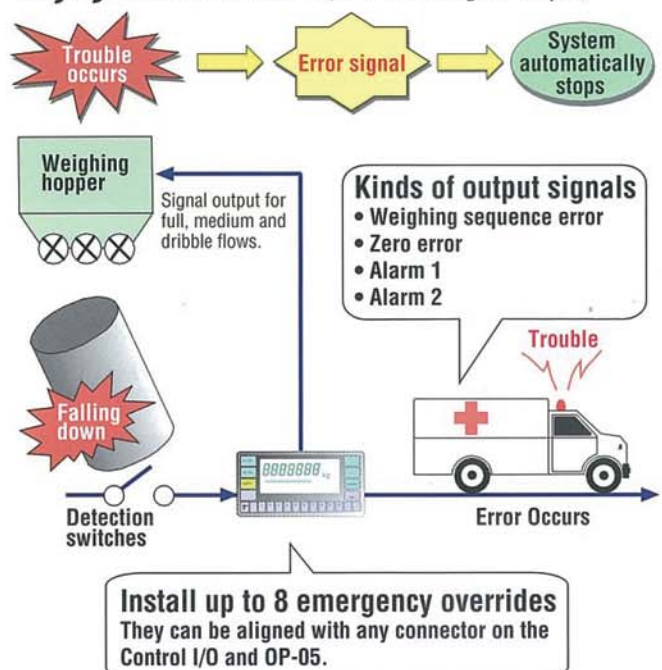 Trouble
occurs
Error signal
System
automatically
stops
Weighing
hopper
Signal output for
full, medium and
dribble flows.
Kinds of output signals
• Weighing sequence error
• Zero error
• Alarm 1
• Alarm 2
Trouble
Falling
down
8888888 kg
Detection
switches
Error Occurs
Install up to 8 emergency overrides
They can be aligned with any connector on the
Control I/O and OP-05.